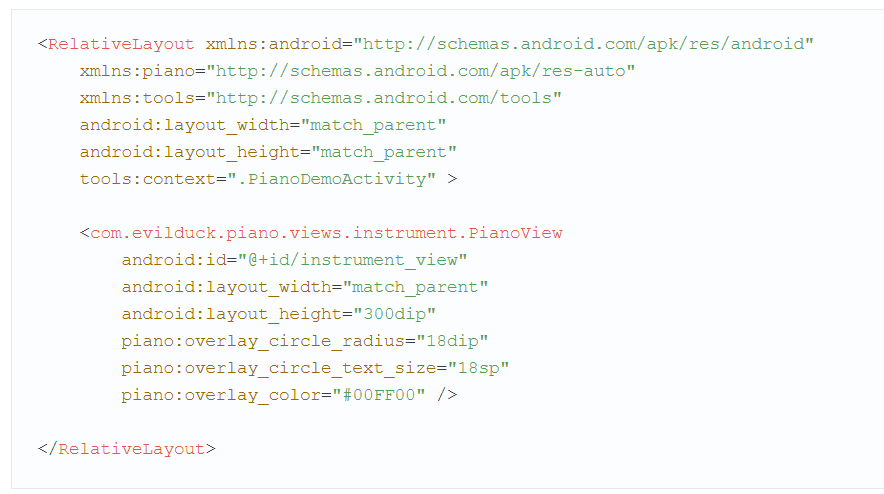 <RelativeLayout xmlns:android="http://schemas.android.com/apk/res/android"
    xmlns:piano="http://schemas.android.com/apk/res-auto"
    xmlns:tools="http://schemas.android.com/tools"
    android:layout_width="match_parent"
    android:layout_height="match_parent"
    tools:context=".PianoDemoActivity" >

    <com.evilduck.piano.views.instrument.PianoView
        android:id="@+id/instrument_view"
        android:layout_width="match_parent"
        android:layout_height="300dip"
        piano:overlay_circle_radius="18dip"
        piano:overlay_circle_text_size="18sp"
        piano:overlay_color="#00FF00" />

</RelativeLayout>